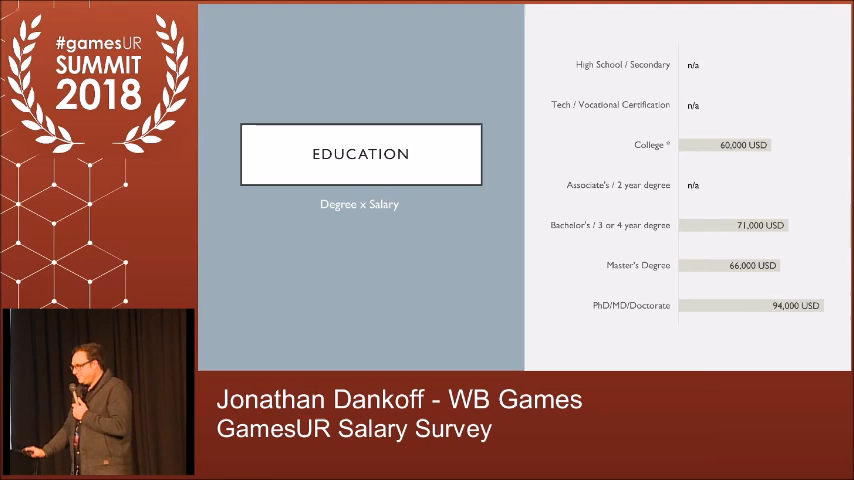 #gamesUR
SUMMIT
2018
EDUCATION
Degree x Salary
High School / Secondary n/a
Tech / Vocational Certification n/a
College * 60,000 USD
Associate's / 2 year degree n/a
Bachelor's / 3 or 4 year degree 71,000 USD
Master's Degree 66,000 USD
PhD/MD/Doctorate 94,000 USD
Jonathan Dankoff - WB Games
GamesUR Salary Survey